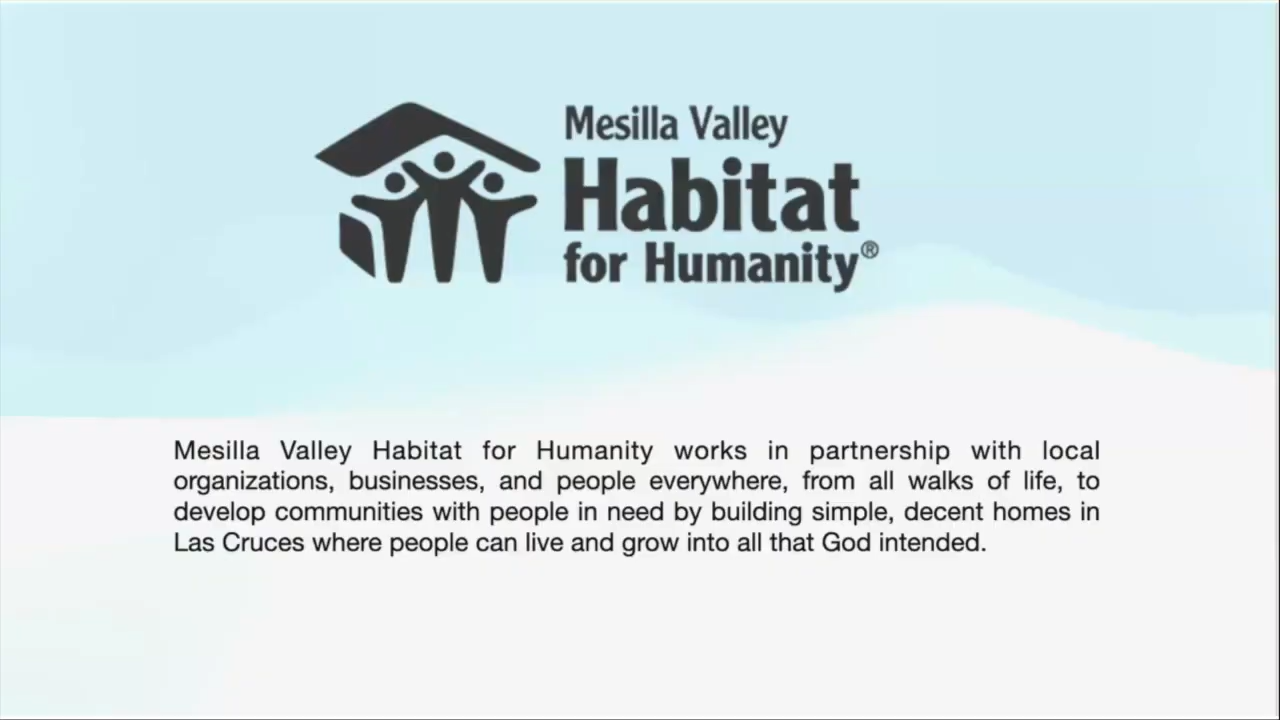 Mesilla Valley
Habitat
for Humanity®
Mesilla Valley Habitat for Humanity works in partnership with local
organizations, businesses, and people everywhere, from all walks of life, to
develop communities with people in need by building simple, decent homes in
Las Cruces where people can live and grow into all that God intended.